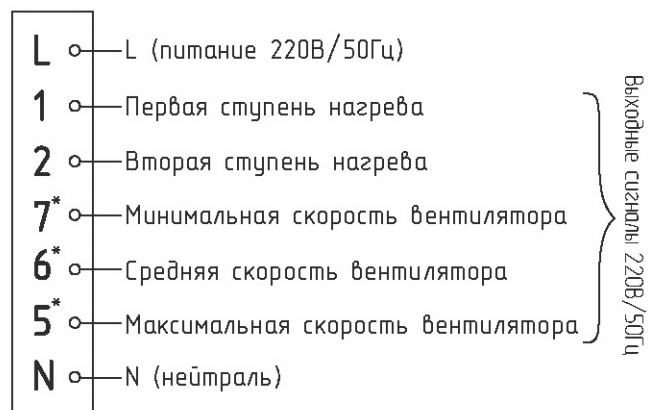 L L (питание 220В/50Гц)
1 Первая ступень нагрева
2 Вторая ступень нагрева
7* Минимальная скорость вентилятора
6* Средняя скорость вентилятора
5* Максимальная скорость вентилятора
N N (нейтраль)
Выходные сигналы 220В/50Гц